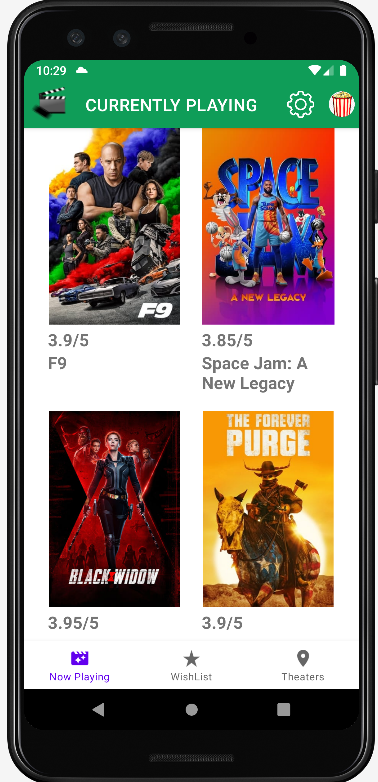 10:29
CURRENTLY PLAYING
F9
SPACE JAM
A NEW LEGACY
3.9/5
3.85/5
F9
Space Jam: A
New Legacy
BLACK WIDOW
THE FOREVER
PURGE
3.95/5
3.9/5
Now Playing
WishList
Theaters